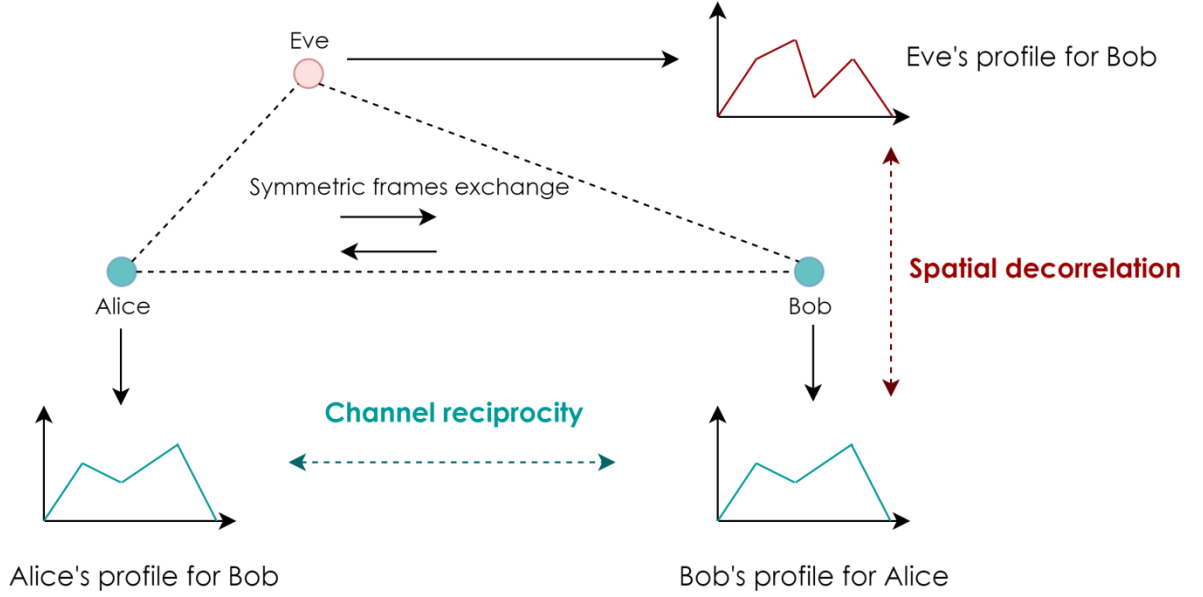 Eve
Eve's profile for Bob
Symmetric frames exchange
Spatial decorrelation
Alice
Bob
Channel reciprocity
Alice's profile for Bob
Bob's profile for Alice